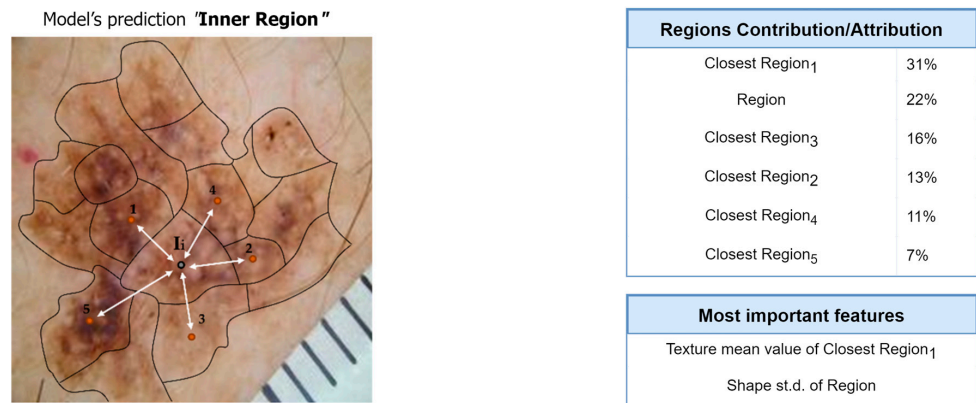 Model's prediction "Inner Region"
1
4
Ii
2
5
3
Regions Contribution/Attribution
Closest Region1 31%
Region 22%
Closest Region3 16%
Closest Region2 13%
Closest Region4 11%
Closest Region5 7%
Most important features
Texture mean value of Closest Region1
Shape st.d. of Region